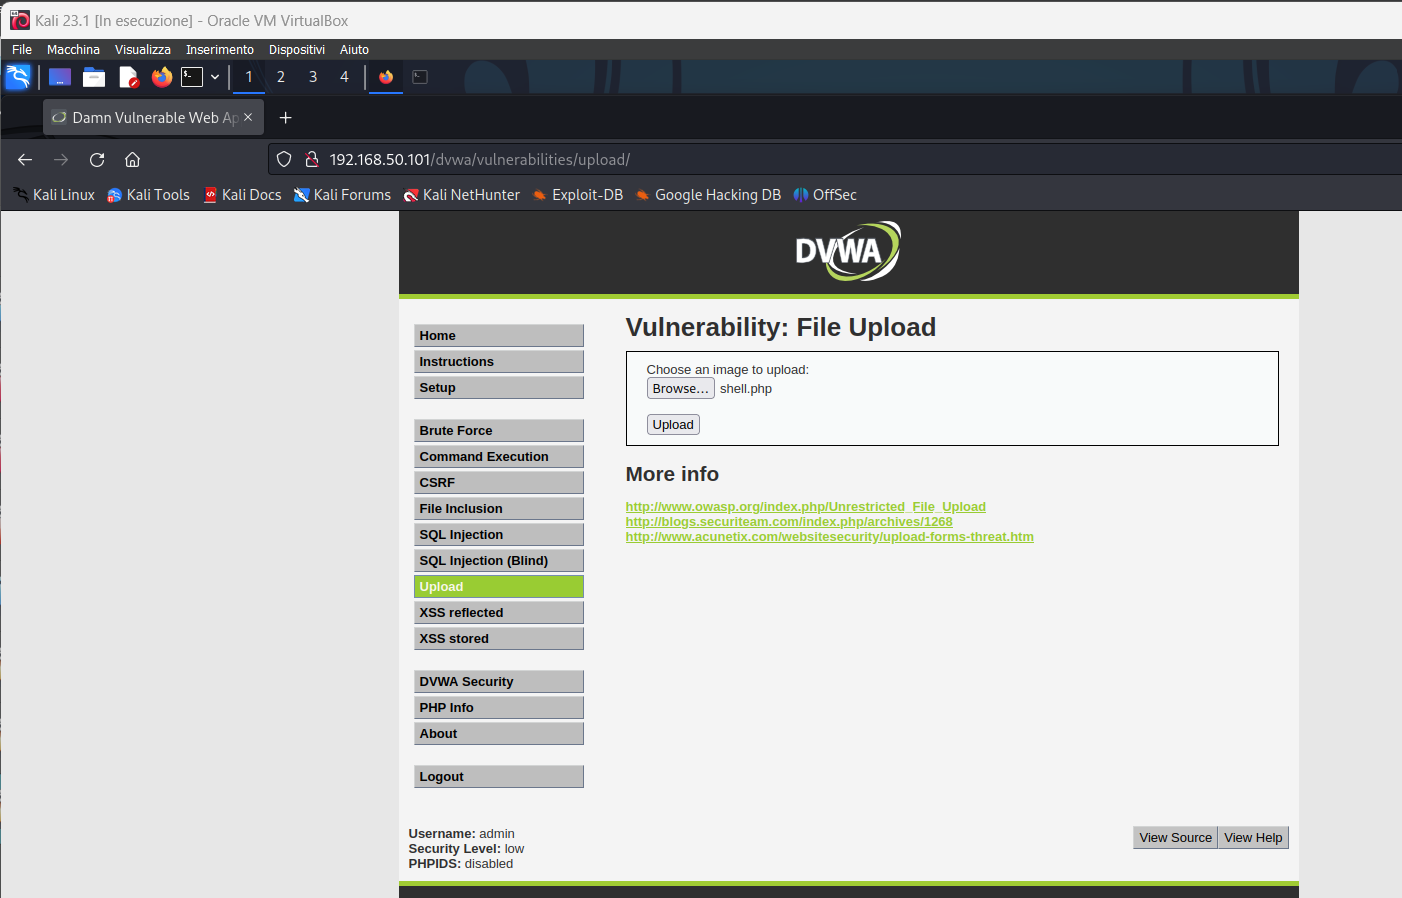 Kali 23.1 [In esecuzione] - Oracle VM VirtualBox
File Macchina Visualizza Inserimento Dispositivi Aiuto
1 2 3 4
Damn Vulnerable Web Ap
192.168.50.101/dvwa/vulnerabilities/upload/
Kali Linux Kali Tools Kali Docs Kali Forums Kali NetHunter Exploit-DB Google Hacking DB OffSec
DVWA
Home
Instructions
Setup
Brute Force
Command Execution
CSRF
File Inclusion
SQL Injection
SQL Injection (Blind)
Upload
XSS reflected
XSS stored
DVWA Security
PHP Info
About
Logout
Vulnerability: File Upload
Choose an image to upload:
Browse... shell.php
Upload
More info
http://www.owasp.org/index.php/Unrestricted_File_Upload
http://blogs.securiteam.com/index.php/archives/1268
http://www.acunetix.com/websitesecurity/upload-forms-threat.htm
Username: admin
Security Level: low
PHPIDS: disabled
View Source View Help